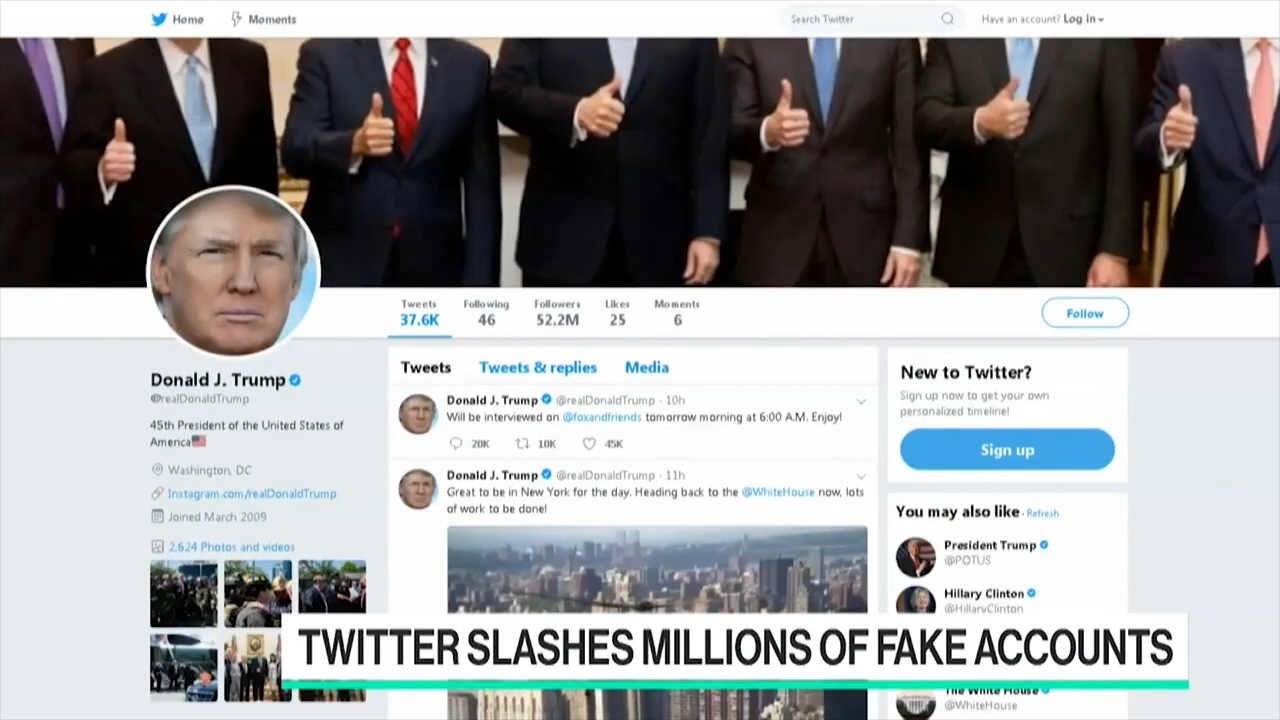 Home Moments Search Twitter Have an account? Log in
Tweets Following Followers Likes Moments
37.6K 46 52.2M 25 6
Follow
Donald J. Trump
@realDonaldTrump
45th President of the United States of
America
Washington, DC
Instagram.com/realDonaldTrump
Joined March 2009
2,624 Photos and videos
Tweets Tweets & replies Media
Donald J. Trump @realDonaldTrump · 10h
Will be interviewed on @foxandfriends tomorrow morning at 6:00 A.M. Enjoy!
20K 10K 45K
Donald J. Trump @realDonaldTrump · 11h
Great to be in New York for the day. Heading back to the @WhiteHouse now, lots
of work to be done!
New to Twitter?
Sign up now to get your own
personalized timeline!
Sign up
You may also like · Refresh
President Trump
@POTUS
Hillary Clinton
@HillaryClinton
The White House
@WhiteHouse
TWITTER SLASHES MILLIONS OF FAKE ACCOUNTS